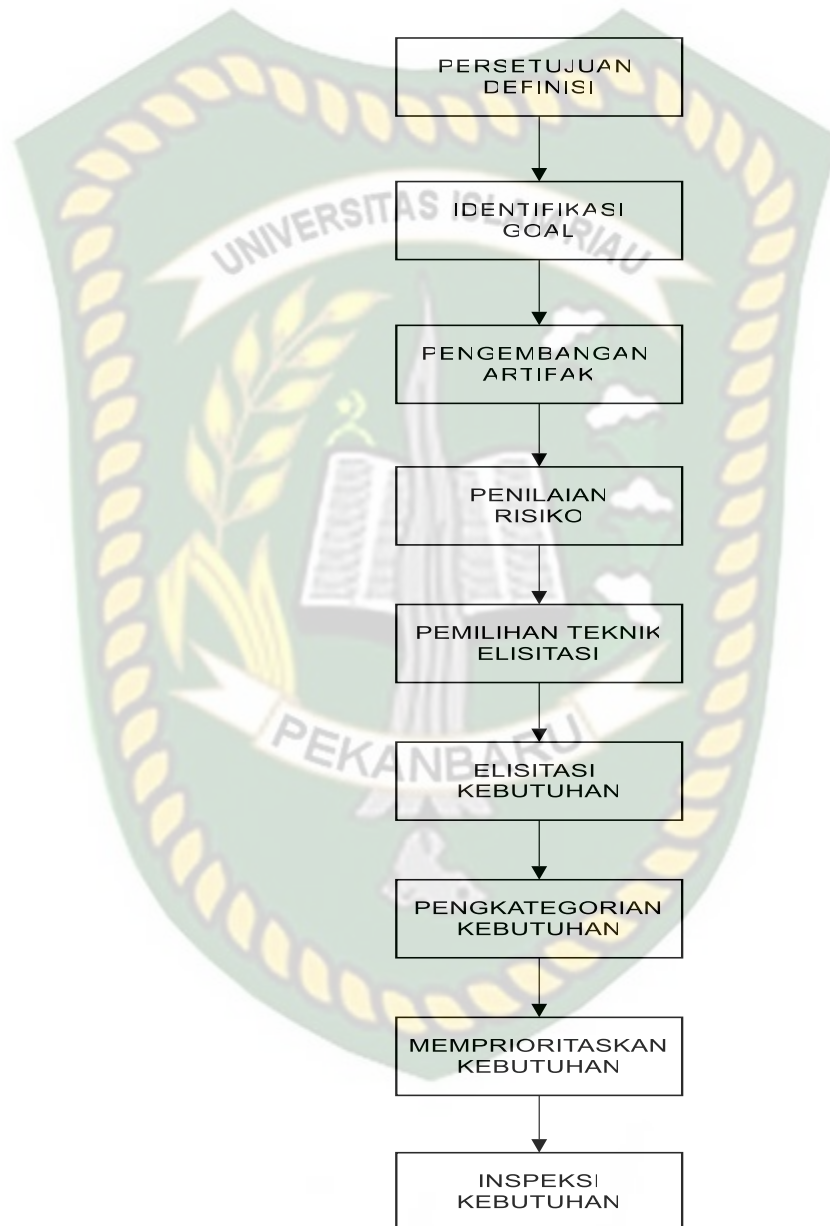 PERSETUJUAN
DEFINISI
UNIVERSITAS ISLAM RIAU
IDENTIFIKASI
GOAL
PENGEMBANGAN
ARTIFAK
PENILAIAN
RISIKO
PEMILIHAN TEKNIK
ELISITASI
PEKANBARU
ELISITASI
KEBUTUHAN
PENGKATEGORIAN
KEBUTUHAN
MEMPRIORITASKAN
KEBUTUHAN
INSPEKSI
KEBUTUHAN